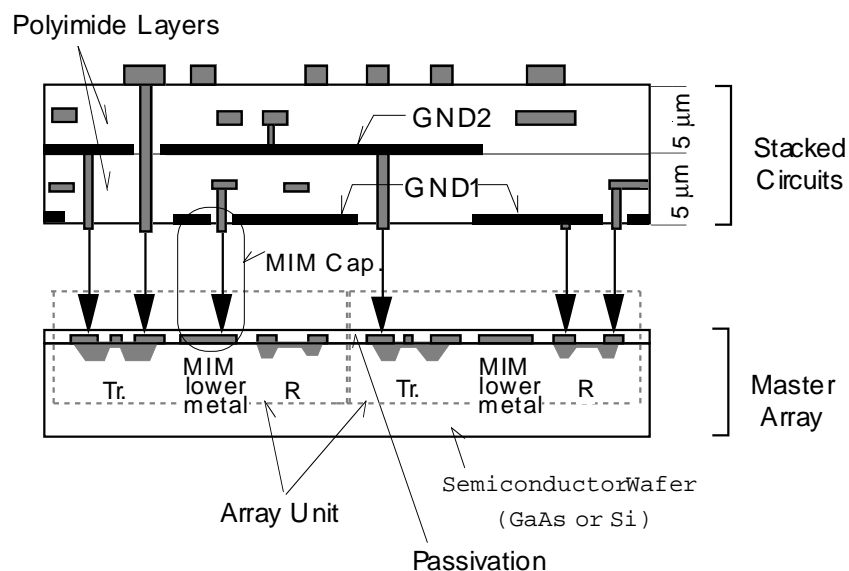 Polyimide Layers
GND2
5 μm
Stacked
Circuits
GND1
5 μm
MIM Cap.
Tr.
MIM
lower
metal
R
Tr.
MIM
lower
metal
R
Master
Array
SemiconductorWafer
(GaAs or Si)
Array Unit
Passivation